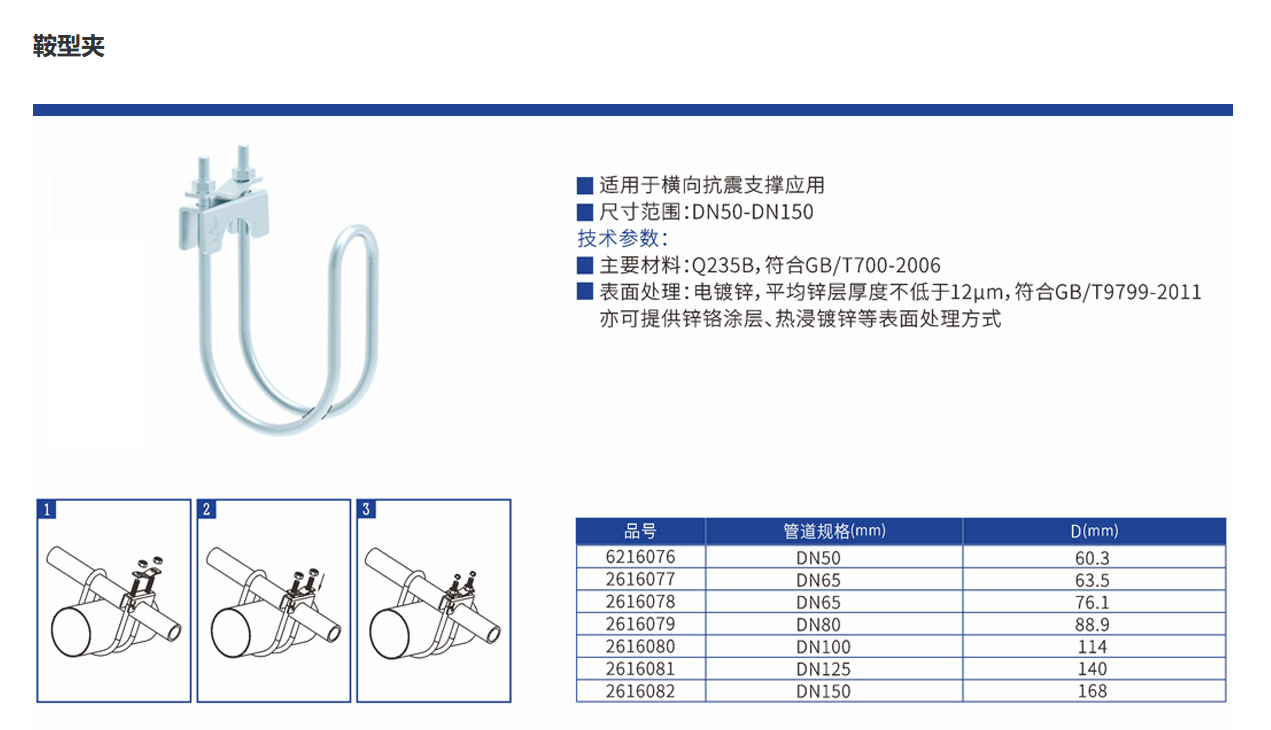 鞍型夹
适用于横向抗震支撑应用
尺寸范围:DN50-DN150
技术参数:
主要材料:Q235B,符合GB/T700-2006
表面处理:电镀锌,平均锌层厚度不低于12μm,符合GB/T9799-2011
亦可提供锌铬涂层、热浸镀锌等表面处理方式
1 2 3
品号 管道规格(mm) D(mm)
6216076 DN50 60.3
2616077 DN65 63.5
2616078 DN65 76.1
2616079 DN80 88.9
2616080 DN100 114
2616081 DN125 140
2616082 DN150 168